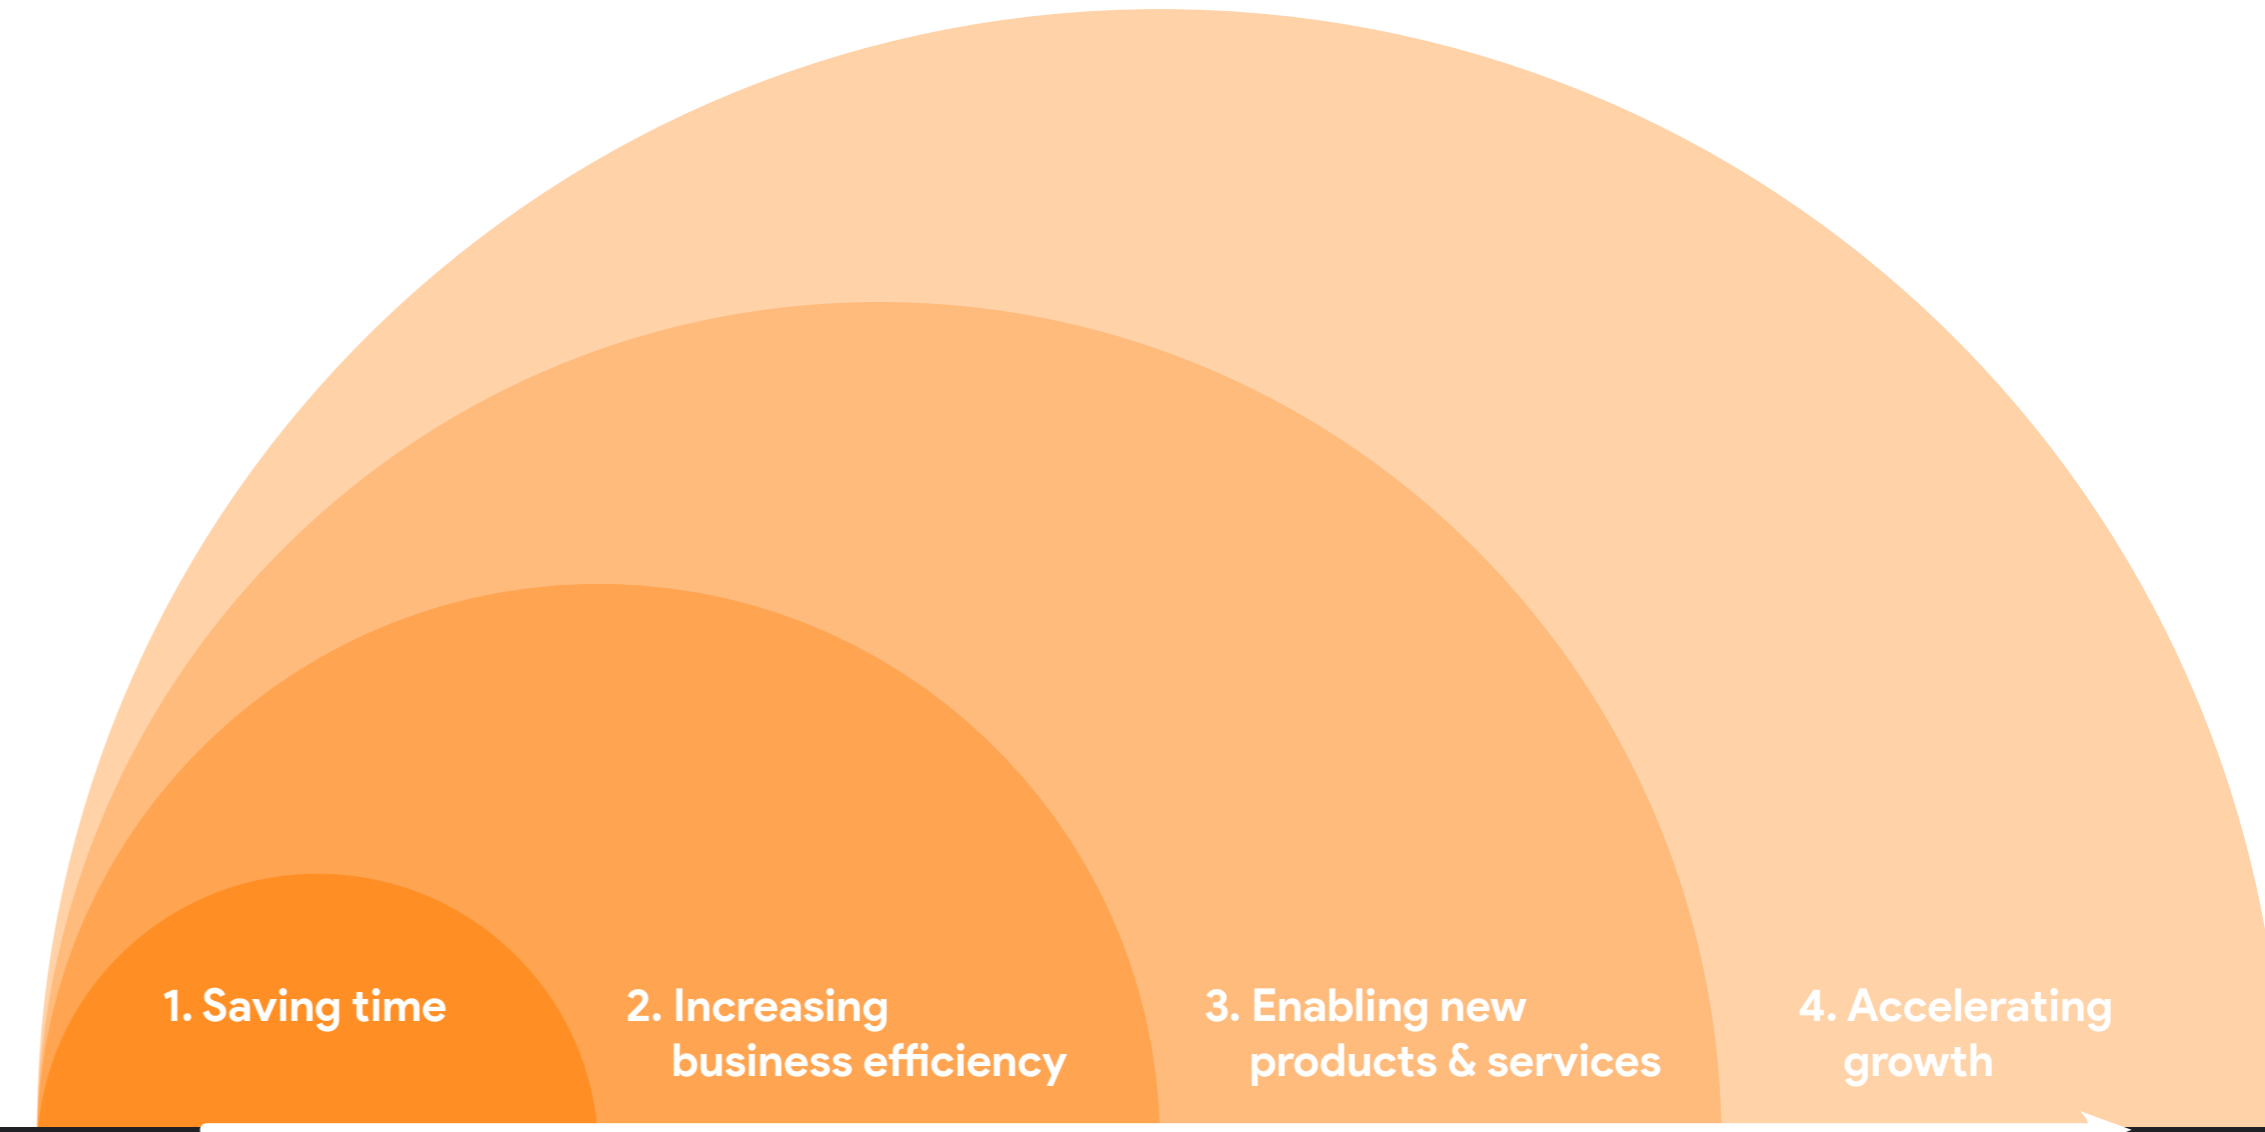 1. Saving time
2. Increasing
business efficiency
3. Enabling new
products & services
4. Accelerating
growth